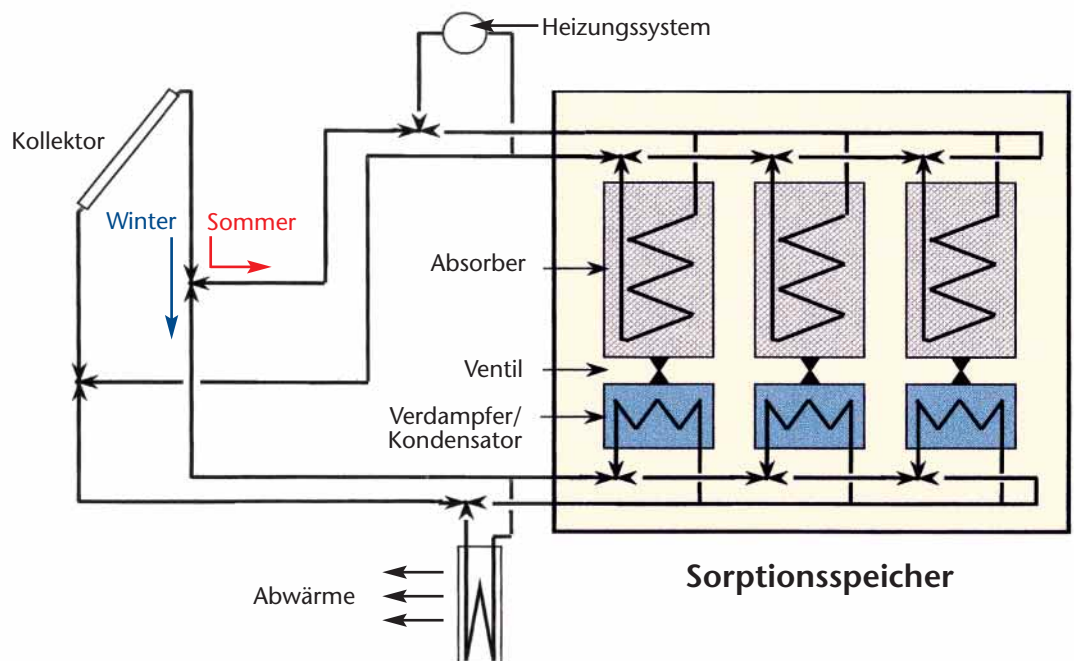 Heizungssystem
Kollektor
Winter
Sommer
Absorber
Ventil
Verdampfer/
Kondensator
Sorptionsspeicher
Abwärme